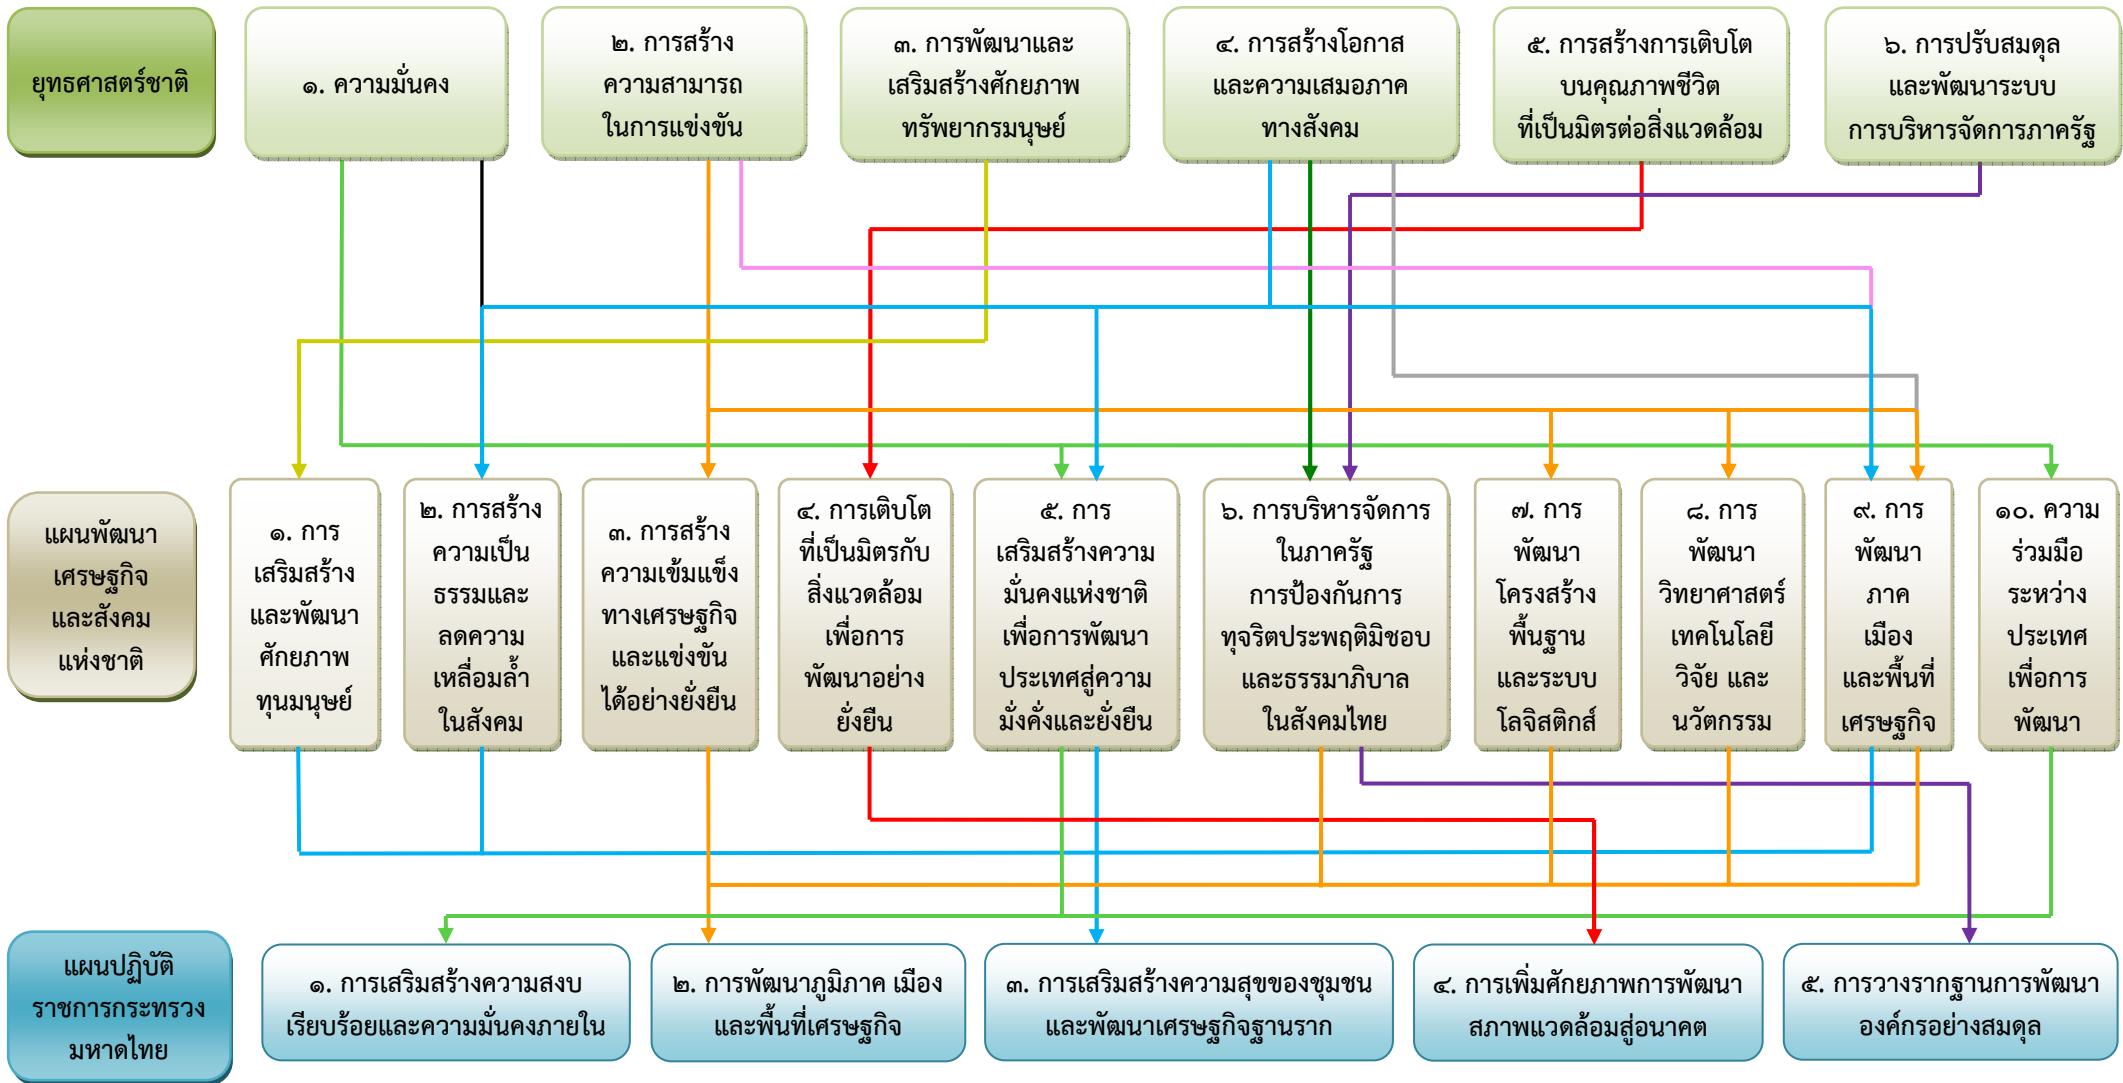 ยุทธศาสตร์ชาติ
๑. ความมั่นคง
๒. การสร้าง
ความสามารถ
ในการแข่งขัน
๓. การพัฒนาและ
เสริมสร้างศักยภาพ
ทรัพยากรมนุษย์
๔. การสร้างโอกาส
และความเสมอภาค
ทางสังคม
๕. การสร้างการเติบโต
บนคุณภาพชีวิต
ที่เป็นมิตรต่อสิ่งแวดล้อม
๖. การปรับสมดุล
และพัฒนาระบบ
การบริหารจัดการภาครัฐ
แผนพัฒนา
เศรษฐกิจ
และสังคม
แห่งชาติ
๑. การ
เสริมสร้าง
และพัฒนา
ศักยภาพ
ทุนมนุษย์
๒. การสร้าง
ความเป็น
ธรรมและ
ลดความ
เหลื่อมล้ำ
ในสังคม
๓. การสร้าง
ความเข้มแข็ง
ทางเศรษฐกิจ
และแข่งขัน
ได้อย่างยั่งยืน
๔. การเติบโต
ที่เป็นมิตรกับ
สิ่งแวดล้อม
เพื่อการ
พัฒนาอย่าง
ยั่งยืน
๕. การ
เสริมสร้างความ
มั่นคงแห่งชาติ
เพื่อการพัฒนา
ประเทศสู่ความ
มั่งคั่งและยั่งยืน
๖. การบริหารจัดการ
ในภาครัฐ
การป้องกันการ
ทุจริตประพฤติมิชอบ
และธรรมาภิบาล
ในสังคมไทย
๗. การ
พัฒนา
โครงสร้าง
พื้นฐาน
และระบบ
โลจิสติกส์
๘. การ
พัฒนา
วิทยาศาสตร์
เทคโนโลยี
วิจัย และ
นวัตกรรม
๙. การ
พัฒนา
ภาค
เมือง
และพื้นที่
เศรษฐกิจ
๑๐. ความ
ร่วมมือ
ระหว่าง
ประเทศ
เพื่อการ
พัฒนา
แผนปฏิบัติ
ราชการกระทรวง
มหาดไทย
๑. การเสริมสร้างความสงบ
เรียบร้อยและความมั่นคงภายใน
๒. การพัฒนาภูมิภาค เมือง
และพื้นที่เศรษฐกิจ
๓. การเสริมสร้างความสุขของชุมชน
และพัฒนาเศรษฐกิจฐานราก
๔. การเพิ่มศักยภาพการพัฒนา
สภาพแวดล้อมสู่อนาคต
๕. การวางรากฐานการพัฒนา
องค์กรอย่างสมดุล